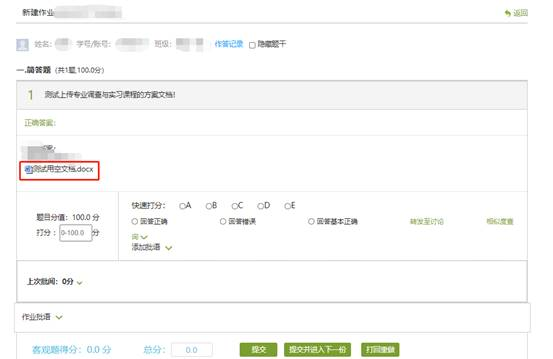 新建作业
返回
姓名: 学号/账号: 班级: 作答记录 隐藏题干
一.简答题 (共1题,100.0分)
1 测试上传专业调查与实习课程的方案文档!
正确答案:
测试用空文档.docx
题目分值: 100.0 分
打分: 0-100.0 分
快速打分: A B C D E
回答正确 回答错误 回答基本正确 转发至讨论 相似度查
询
添加批语
上次批阅: 0分
作业批语
客观题得分: 0.0 分 总分: 0.0 提交 提交并进入下一份 打回重做